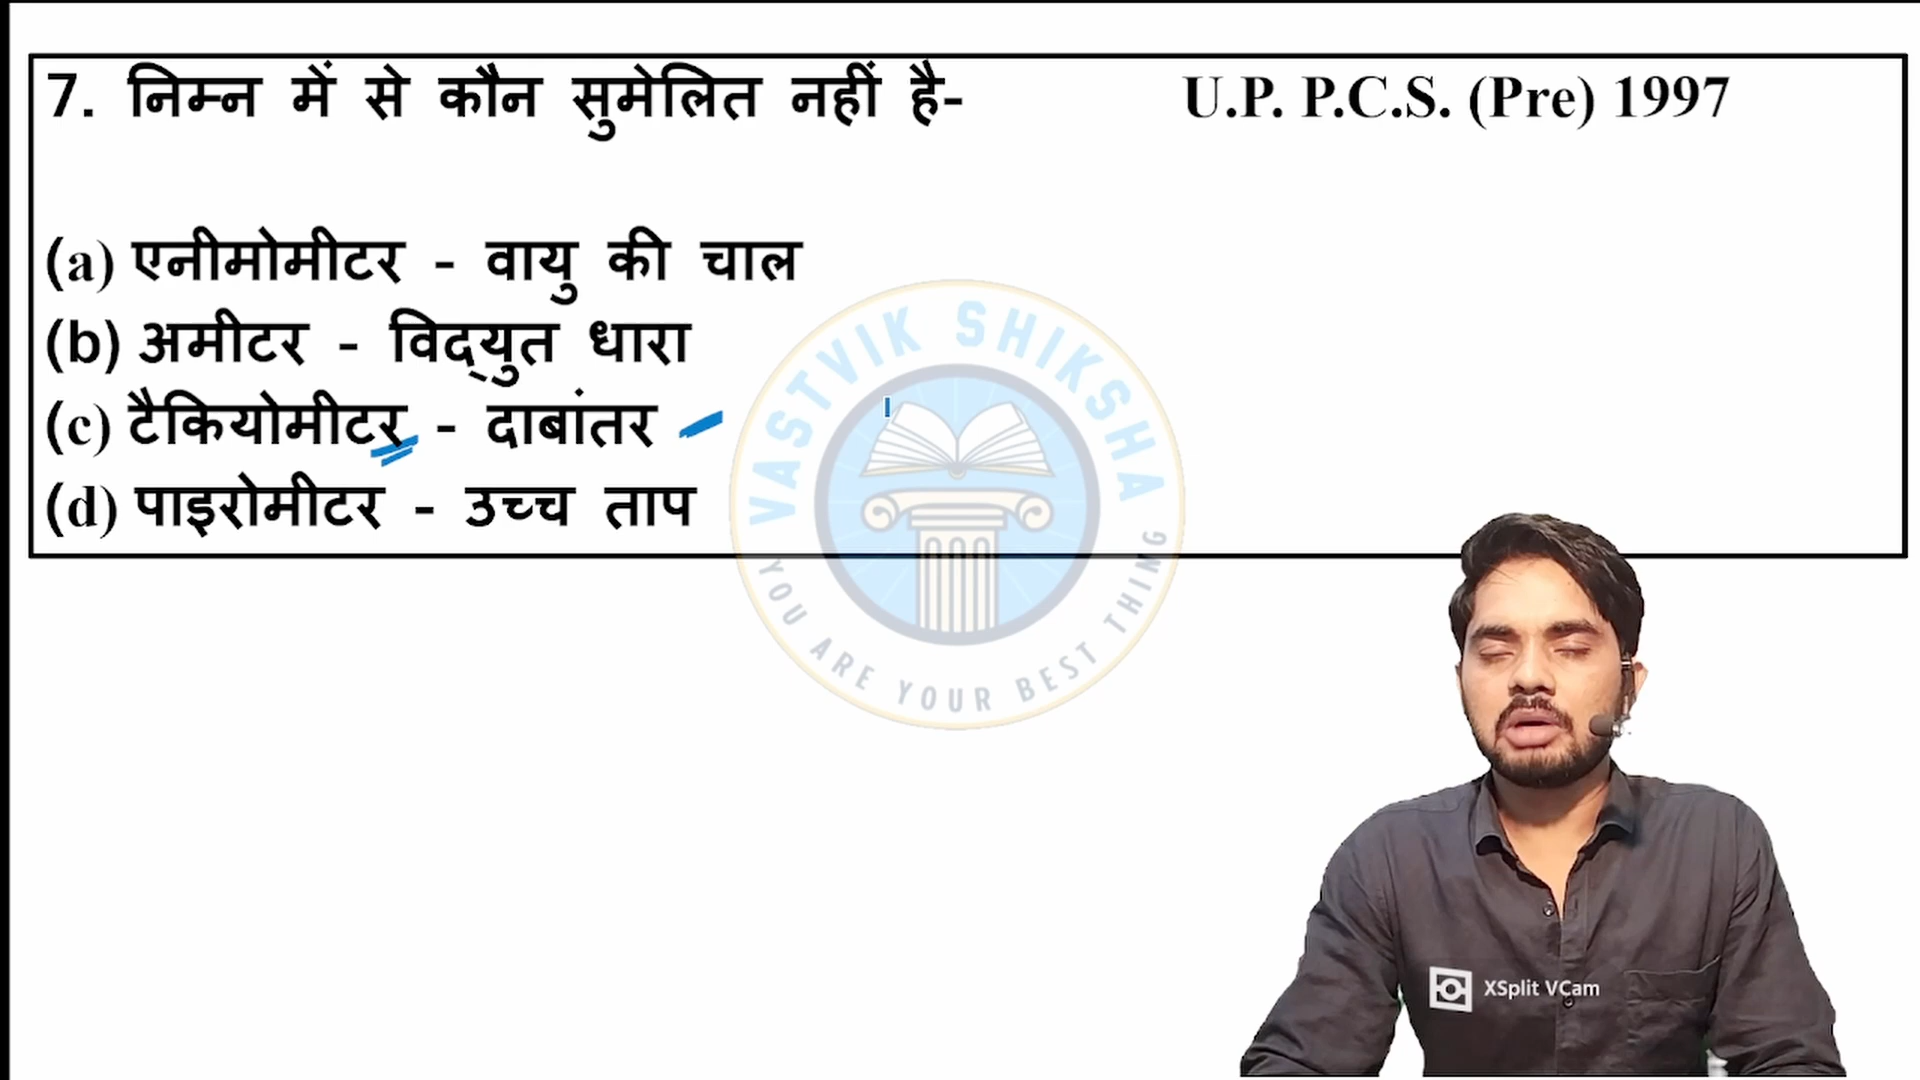 7. निम्न में से कौन सुमेलित नहीं है- U.P. P.C.S. (Pre) 1997
(a) एनीमोमीटर - वायु की चाल
(b) अमीटर - विद्युत धारा
(c) टैकियोमीटर - दाबांतर
(d) पाइरोमीटर - उच्च ताप
VASTVIK SHIKSHA
YOU ARE YOUR BEST THING
XSplit VCam